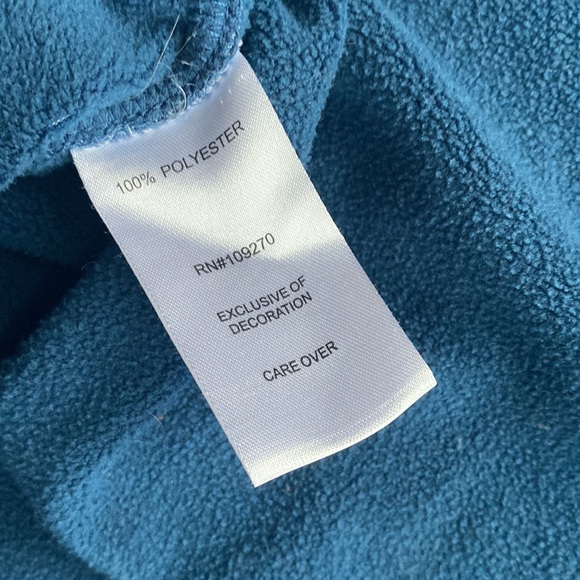 100% POLYESTER
RN#109270
EXCLUSIVE OF
DECORATION
CARE OVER